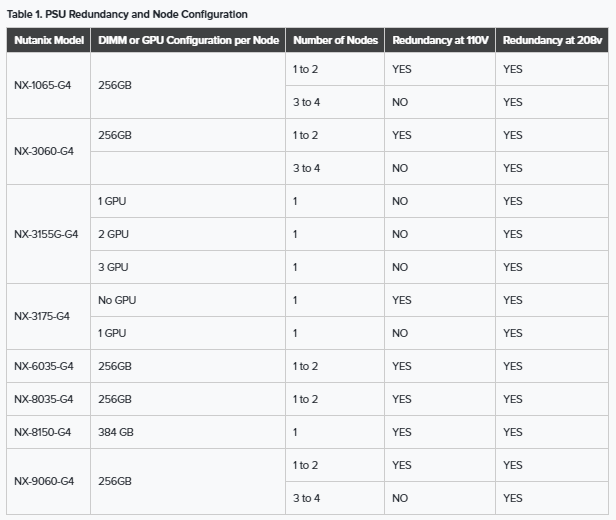 Table 1. PSU Redundancy and Node Configuration
Nutanix Model DIMM or GPU Configuration per Node Number of Nodes Redundancy at 110V Redundancy at 208v
NX-1065-G4 256GB 1 to 2 YES YES
3 to 4 NO YES
NX-3060-G4 256GB 1 to 2 YES YES
3 to 4 NO YES
NX-3155G-G4 1 GPU 1 NO YES
2 GPU 1 NO YES
3 GPU 1 NO YES
NX-3175-G4 No GPU 1 YES YES
1 GPU 1 NO YES
NX-6035-G4 256GB 1 to 2 YES YES
NX-8035-G4 256GB 1 to 2 YES YES
NX-8150-G4 384 GB 1 YES YES
NX-9060-G4 256GB 1 to 2 YES YES
3 to 4 NO YES